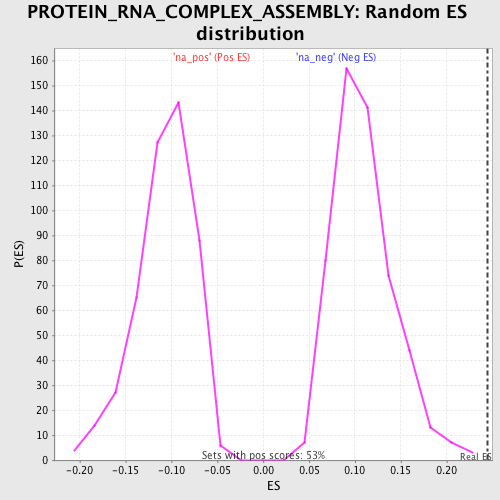 PROTEIN_RNA_COMPLEX_ASSEMBLY: Random ES
distribution
'na_pos' (Pos ES) 'na_neg' (Neg ES)
160
150
140
130
120
110
100
90
80
70
60
50
40
30
20
10
0
P(ES)
Sets with pos scores: 53%
Real ES
-0.20 -0.15 -0.10 -0.05 0.00 0.05 0.10 0.15 0.20
ES